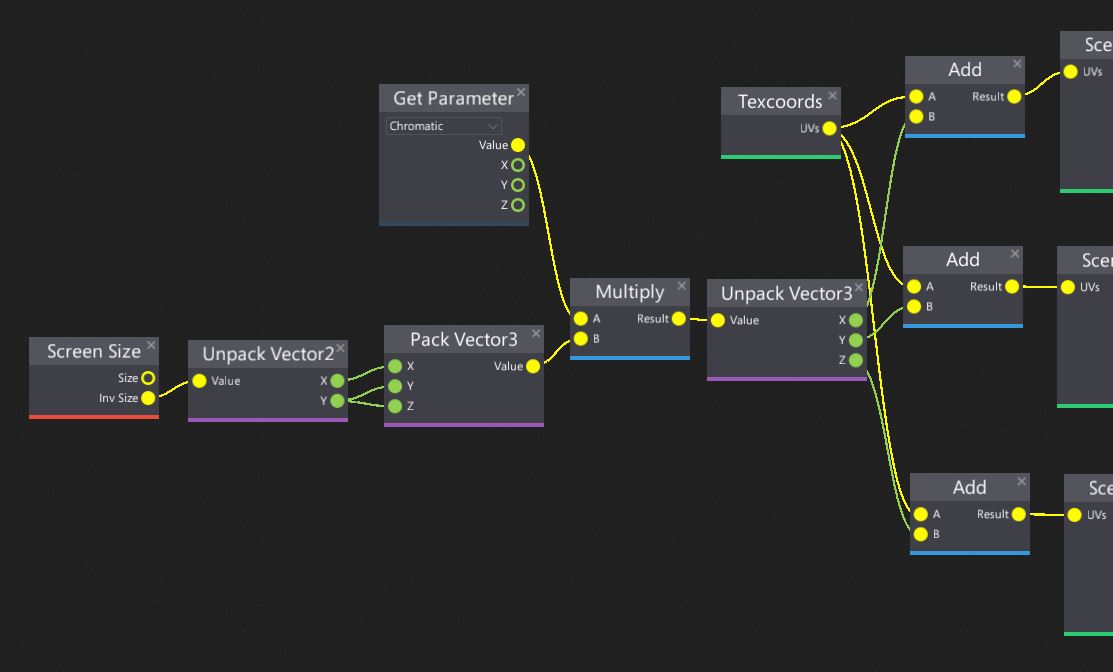 Sce
UVs
Add
A Result
B
Texcoords
UVs
Get Parameter
Chromatic
Value
X
Y
Z
Add
A Result
B
Scer
UVs
Multiply
A Result
B
Unpack Vector3
Value X
Y
Z
Pack Vector3
X Value
Y
Z
Screen Size
Size
Inv Size
Unpack Vector2
Value X
Y
Add
A Result
B
Sce
UVs